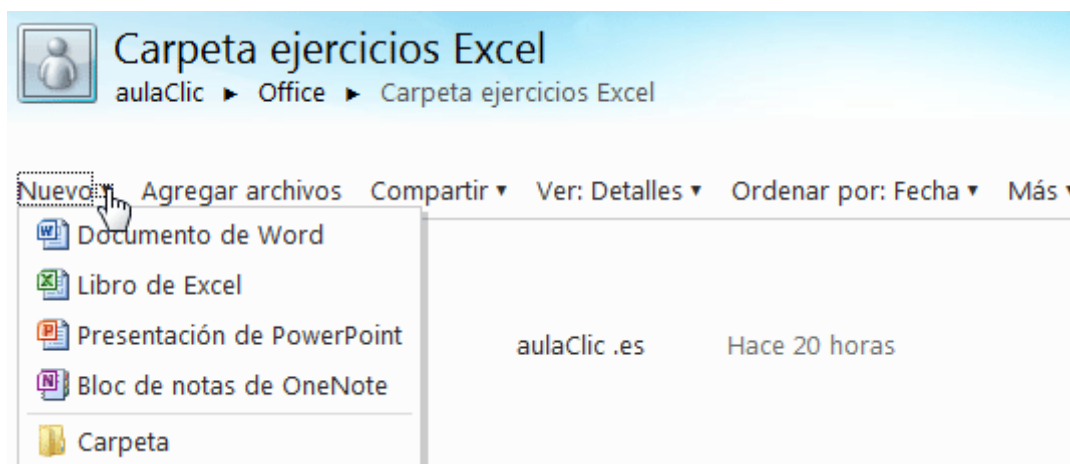 Carpeta ejercicios Excel
aulaClic ► Office ► Carpeta ejercicios Excel
Nuevo Agregar archivos Compartir ▾ Ver: Detalles ▾ Ordenar por: Fecha ▾ Más ▾
Documento de Word
Libro de Excel
Presentación de PowerPoint
aulaClic .es Hace 20 horas
Bloc de notas de OneNote
Carpeta